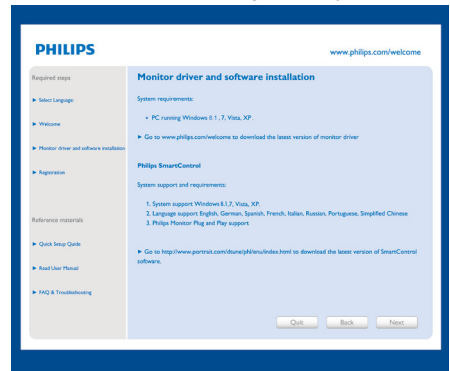 PHILIPS
www.philips.com/welcome
Required steps
► Select Language:
► Welcome
► Monitor driver and software installation
► Registration
Reference materials
► Quick Setup Guide
► Read User Manual
► FAQ & Troubleshooting
Monitor driver and software installation
System requirements:
• PC running Windows 8.1 , 7, Vista, XP.
► Go to www.philips.com/welcome to download the latest version of monitor driver
Philips SmartControl
System support and requirements:
1. System support Windows 8.1,7, Vista, XP.
2. Language support English, German, Spanish, French, Italian, Russian, Portuguese, Simplified Chinese
3. Philips Monitor Plug and Play support
► Go to http://www.portrait.com/dtune/phl/enu/index.html to download the latest version of SmartControl
software.
Quit
Back
Next